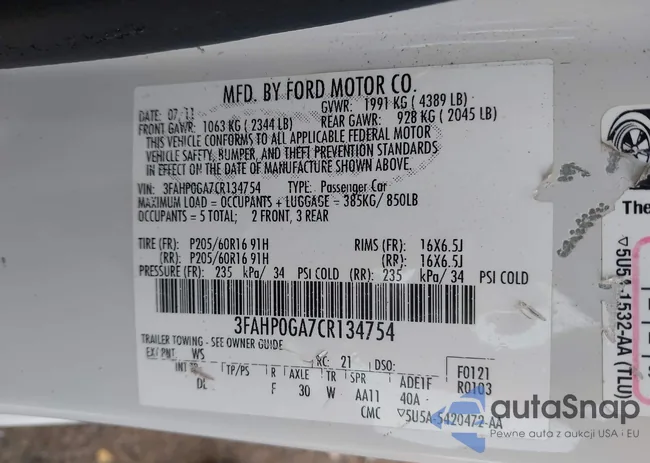 MFD. BY FORD MOTOR CO.
DATE: 07/11 GVWR: 1991 KG (4389 LB)
FRONT GAWR: 1063 KG (2344 LB) REAR GAWR: 928 KG (2045 LB)
THIS VEHICLE CONFORMS TO ALL APPLICABLE FEDERAL MOTOR
VEHICLE SAFETY, BUMPER, AND THEFT PREVENTION STANDARDS
IN EFFECT ON THE DATE OF MANUFACTURE SHOWN ABOVE.
VIN: 3FAHP0GA7CR134754 TYPE: Passenger Car
MAXIMUM LOAD = OCCUPANTS + LUGGAGE = 385KG/850LB
OCCUPANTS = 5 TOTAL; 2 FRONT, 3 REAR
TIRE (FR): P205/60R16 91H RIMS (FR): 16X6.5J
(RR): P205/60R16 91H (RR): 16X6.5J
PRESSURE (FR): 235 kPa/ 34 PSI COLD (RR): 235 kPa/ 34 PSI COLD
3FAHP0GA7CR134754
TRAILER TOWING - SEE OWNER GUIDE
EXT PNT: WS RC: 21 DSO: F0121
INT TR TP/PS R AXLE TR SPR ADE1F R0103
DL F 30 W AA11 40A
CMC ▽5U5A-5420472-AA
The
1532-AA (TLU)
autaSnap
Pewne auta z aukcji USA i EU